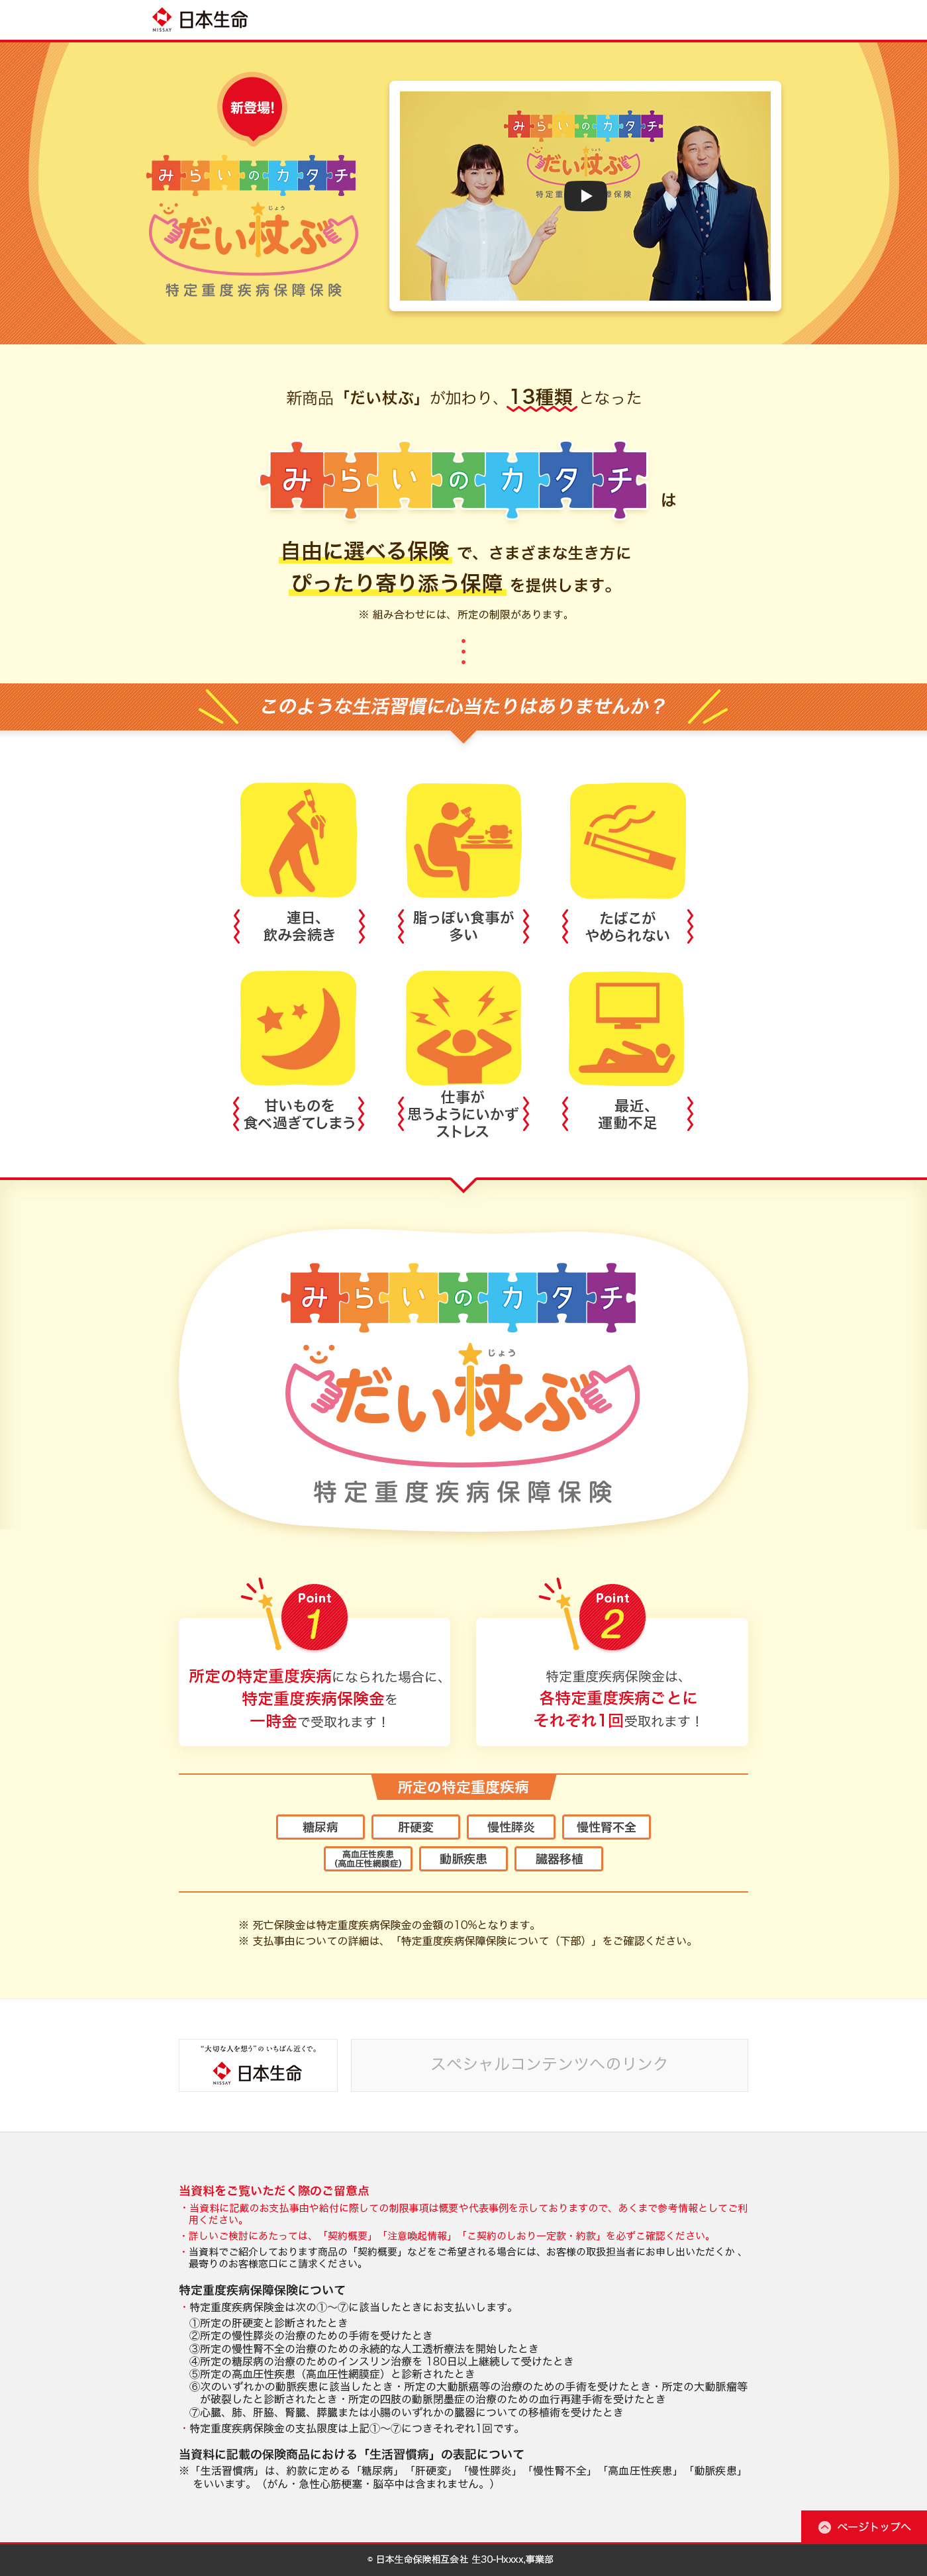 NISSAY 日本生命
新登場!
みらいのカタチ
じょう
だい杖ぶ
特定重度疾病保障保険
みらいのカタチ
だい杖ぶ
特定重度疾病保障保険
新商品「だい杖ぶ」が加わり、13種類となった
みらいのカタチ は
自由に選べる保険 で、さまざまな生き方に
ぴったり寄り添う保障 を提供します。
※ 組み合わせには、所定の制限があります。
このような生活習慣に心当たりはありませんか？
連日、
飲み会続き
脂っぽい食事が
多い
たばこが
やめられない
甘いものを
食べ過ぎてしまう
仕事が
思うようにいかず
ストレス
最近、
運動不足
みらいのカタチ
じょう
だい杖ぶ
特定重度疾病保障保険
Point
1
所定の特定重度疾病になられた場合に、
特定重度疾病保険金を
一時金で受取れます！
Point
2
特定重度疾病保険金は、
各特定重度疾病ごとに
それぞれ1回受取れます！
所定の特定重度疾病
糖尿病 肝硬変 慢性膵炎 慢性腎不全
高血圧性疾患
(高血圧性網膜症)
動脈疾患 臓器移植
※ 死亡保険金は特定重度疾病保険金の金額の10%となります。
※ 支払事由についての詳細は、「特定重度疾病保障保険について（下部）」をご確認ください。
“大切な人を想う”のいちばん近くで。
NISSAY 日本生命
スペシャルコンテンツへのリンク
当資料をご覧いただく際のご留意点
・当資料に記載のお支払事由や給付に際しての制限事項は概要や代表事例を示しておりますので、あくまで参考情報としてご利
用ください。
・詳しいご検討にあたっては、「契約概要」「注意喚起情報」「ご契約のしおりー定款・約款」を必ずご確認ください。
・当資料でご紹介しております商品の「契約概要」などをご希望される場合には、お客様の取扱担当者にお申し出いただくか 、
最寄りのお客様窓口にご請求ください。
特定重度疾病保障保険について
・特定重度疾病保険金は次の①〜⑦に該当したときにお支払いします。
①所定の肝硬変と診断されたとき
②所定の慢性膵炎の治療のための手術を受けたとき
③所定の慢性腎不全の治療のための永続的な人工透析療法を開始したとき
④所定の糖尿病の治療のためのインスリン治療を 180日以上継続して受けたとき
⑤所定の高血圧性疾患（高血圧性網膜症）と診断されたとき
⑥次のいずれかの動脈疾患に該当したとき・所定の大動脈瘤等の治療のための手術を受けたとき・所定の大動脈瘤等
が破裂したと診断されたとき・所定の四肢の動脈閉塞症の治療のための血行再建手術を受けたとき
⑦心臓、肺、肝臓、腎臓、膵臓または小腸のいずれかの臓器についての移植術を受けたとき
・特定重度疾病保険金の支払限度は上記①〜⑦につきそれぞれ1回です。
当資料に記載の保険商品における「生活習慣病」の表記について
※「生活習慣病」は、約款に定める「糖尿病」「肝硬変」「慢性膵炎」「慢性腎不全」「高血圧性疾患」「動脈疾患」
をいいます。（がん・急性心筋梗塞・脳卒中は含まれません。）
ページトップへ
© 日本生命保険相互会社 生30-Hxxxx,事業部